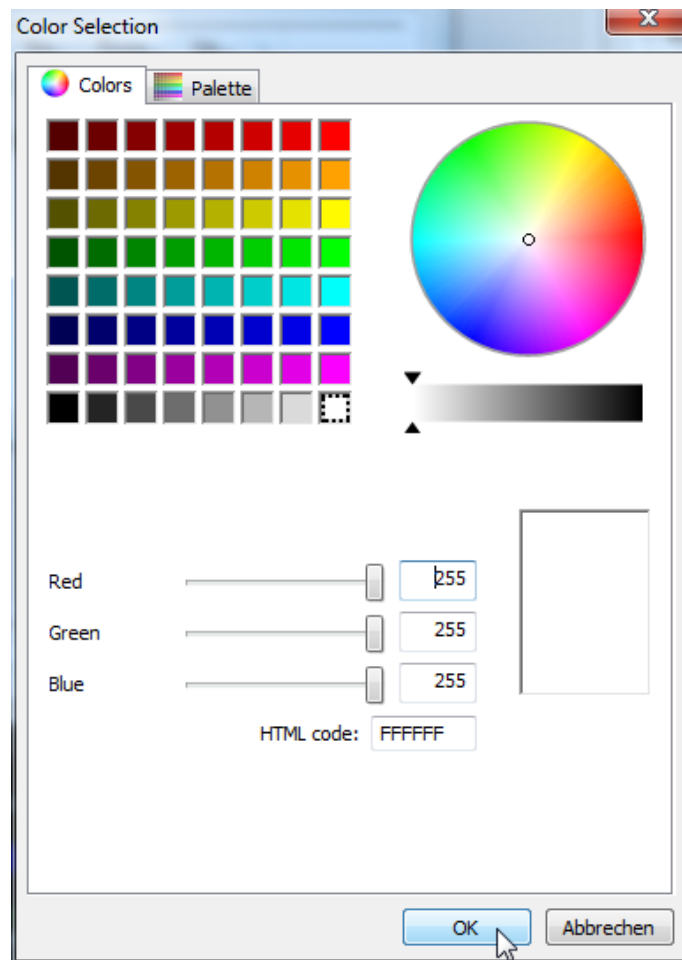 Color Selection
Colors Palette
Red 255
Green 255
Blue 255
HTML code: FFFFFF
OK Abbrechen